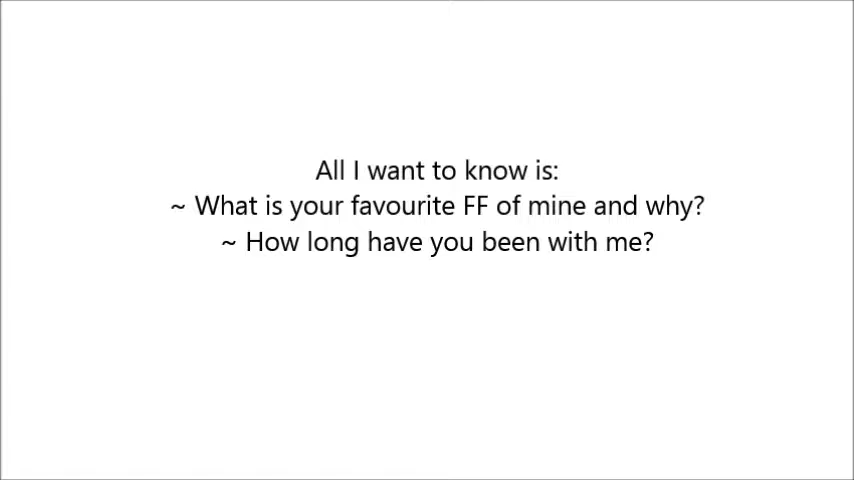 All I want to know is:
~ What is your favourite FF of mine and why?
~ How long have you been with me?